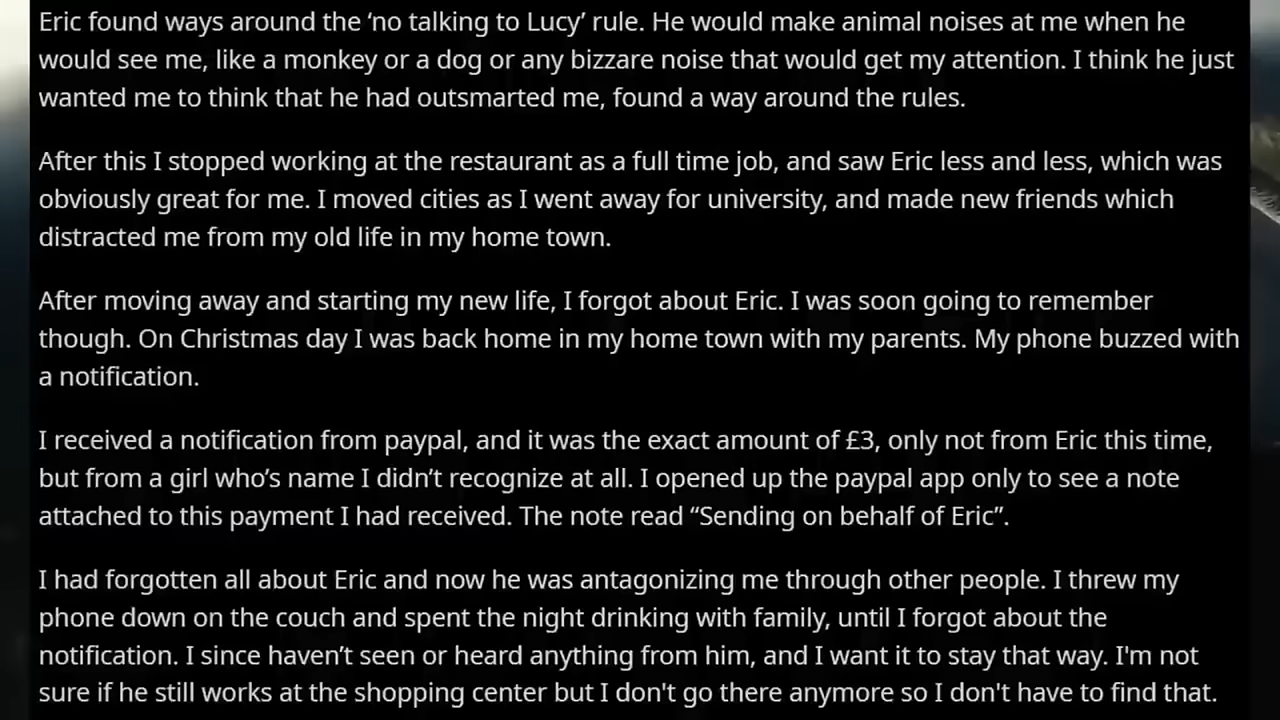 Eric found ways around the ‘no talking to Lucy’ rule. He would make animal noises at me when he
would see me, like a monkey or a dog or any bizzare noise that would get my attention. I think he just
wanted me to think that he had outsmarted me, found a way around the rules.
After this I stopped working at the restaurant as a full time job, and saw Eric less and less, which was
obviously great for me. I moved cities as I went away for university, and made new friends which
distracted me from my old life in my home town.
After moving away and starting my new life, I forgot about Eric. I was soon going to remember
though. On Christmas day I was back home in my home town with my parents. My phone buzzed with
a notification.
I received a notification from paypal, and it was the exact amount of £3, only not from Eric this time,
but from a girl who’s name I didn’t recognize at all. I opened up the paypal app only to see a note
attached to this payment I had received. The note read “Sending on behalf of Eric”.
I had forgotten all about Eric and now he was antagonizing me through other people. I threw my
phone down on the couch and spent the night drinking with family, until I forgot about the
notification. I since haven’t seen or heard anything from him, and I want it to stay that way. I'm not
sure if he still works at the shopping center but I don't go there anymore so I don't have to find that.